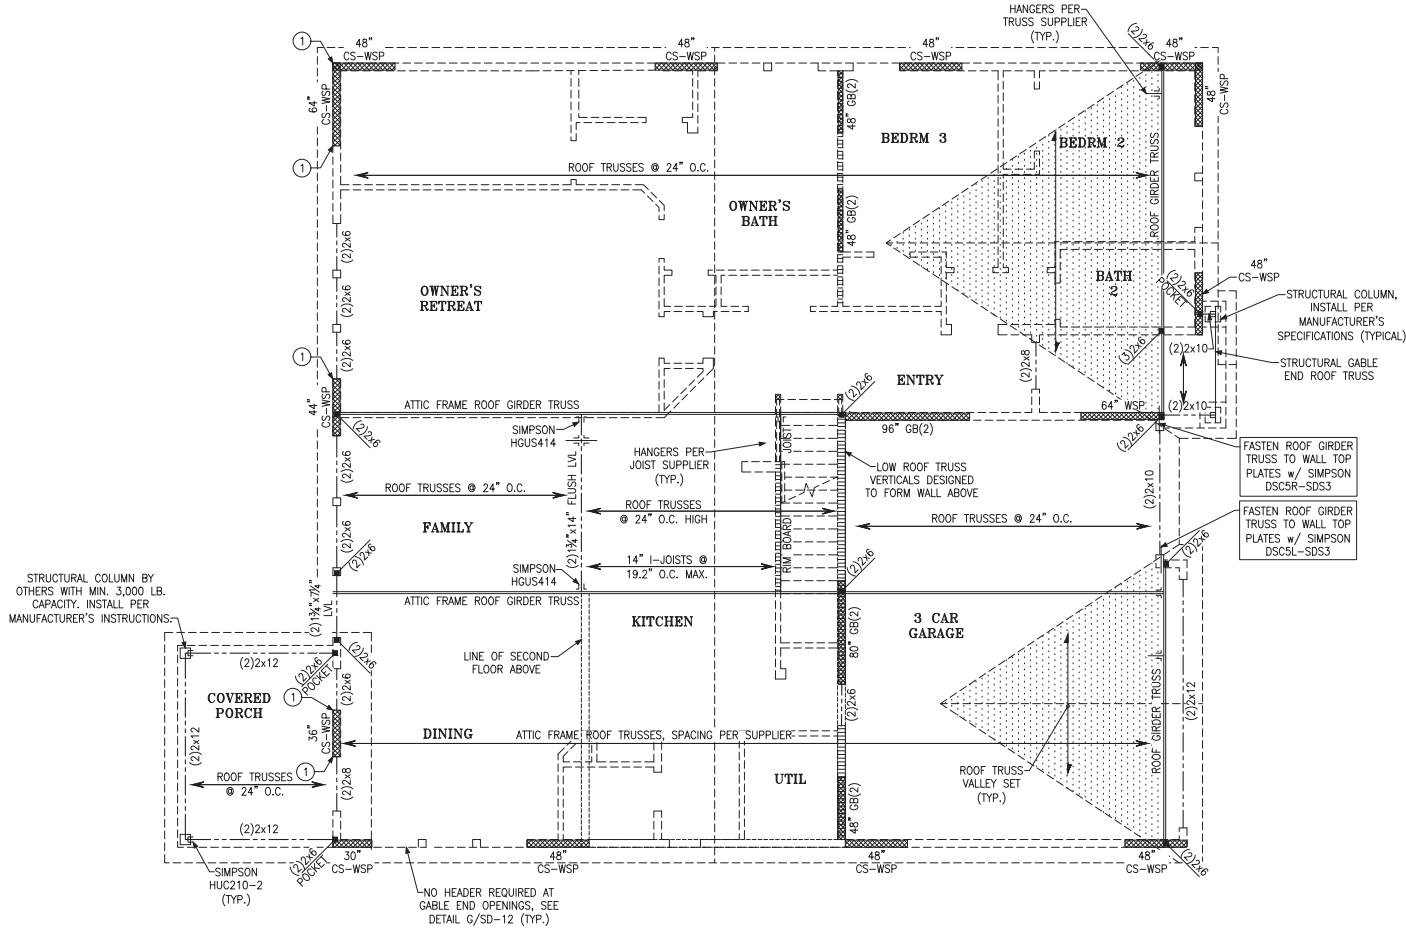 HANGERS PER
TRUSS SUPPLIER
(TYP.)
(2)2x6
1
48"
CS-WSP
48"
CS-WSP
48"
CS-WSP
48"
CS-WSP
64"
CS-WSP
48" GB(2)
48"
CS-WSP
BEDRM 3
BEDRM 2
1
ROOF TRUSSES @ 24" O.C.
ROOF GIRDER TRUSS
OWNER'S
BATH
48" GB(2)
(2)2x6
(2)2x6
(2)2x6
OWNER'S
RETREAT
BATH
2
(2)2x6
POCKET
48"
CS-WSP
STRUCTURAL COLUMN,
INSTALL PER
MANUFACTURER'S
SPECIFICATIONS (TYPICAL)
(2)2x8
(3)2x6
(2)2x10
STRUCTURAL GABLE
END ROOF TRUSS
1
ENTRY
(2)2x6
44"
CS-WSP
ATTIC FRAME ROOF GIRDER TRUSS
64" WSP
(2)2x10
(2)2x6
SIMPSON
HGUS414
96" GB(2)
(2)2x6
HANGERS PER
JOIST SUPPLIER
(TYP.)
JOIST
LOW ROOF TRUSS
VERTICALS DESIGNED
TO FORM WALL ABOVE
FASTEN ROOF GIRDER
TRUSS TO WALL TOP
PLATES w/ SIMPSON
DSC5R-SDS3
(2)2x6
ROOF TRUSSES @ 24" O.C.
(2)1¾"x14" FLUSH LVL
ROOF TRUSSES
@ 24" O.C. HIGH
ROOF TRUSSES @ 24" O.C.
(2)2x10
FAMILY
(2)2x6
RIM BOARD
FASTEN ROOF GIRDER
TRUSS TO WALL TOP
PLATES w/ SIMPSON
DSC5L-SDS3
(2)2x6
14" I-JOISTS @
19.2" O.C. MAX.
(2)2x6
(2)2x6
SIMPSON
HGUS414
STRUCTURAL COLUMN BY
OTHERS WITH MIN. 3,000 LB.
CAPACITY. INSTALL PER
MANUFACTURER'S INSTRUCTIONS.
(2)1¾"x7¼"
LVL
ATTIC FRAME ROOF GIRDER TRUSS
KITCHEN
80" GB(2)
3 CAR
GARAGE
(2)2x12
(2)2x6
POCKET
(2)2x6
LINE OF SECOND
FLOOR ABOVE
COVERED
PORCH
1
(2)2x6
(2)2x6
ROOF GIRDER TRUSS
(2)2x12
36"
CS-WSP
(2)2x12
DINING
ATTIC FRAME ROOF TRUSSES, SPACING PER SUPPLIER
1
ROOF TRUSSES
@ 24" O.C.
(2)2x8
UTIL
ROOF TRUSS
VALLEY SET
(TYP.)
48" GB(2)
(2)2x12
(2)2x6
POCKET
30"
CS-WSP
48"
CS-WSP
48"
CS-WSP
48"
CS-WSP
(2)2x6
SIMPSON
HUC210-2
(TYP.)
NO HEADER REQUIRED AT
GABLE END OPENINGS, SEE
DETAIL G/SD-12 (TYP.)